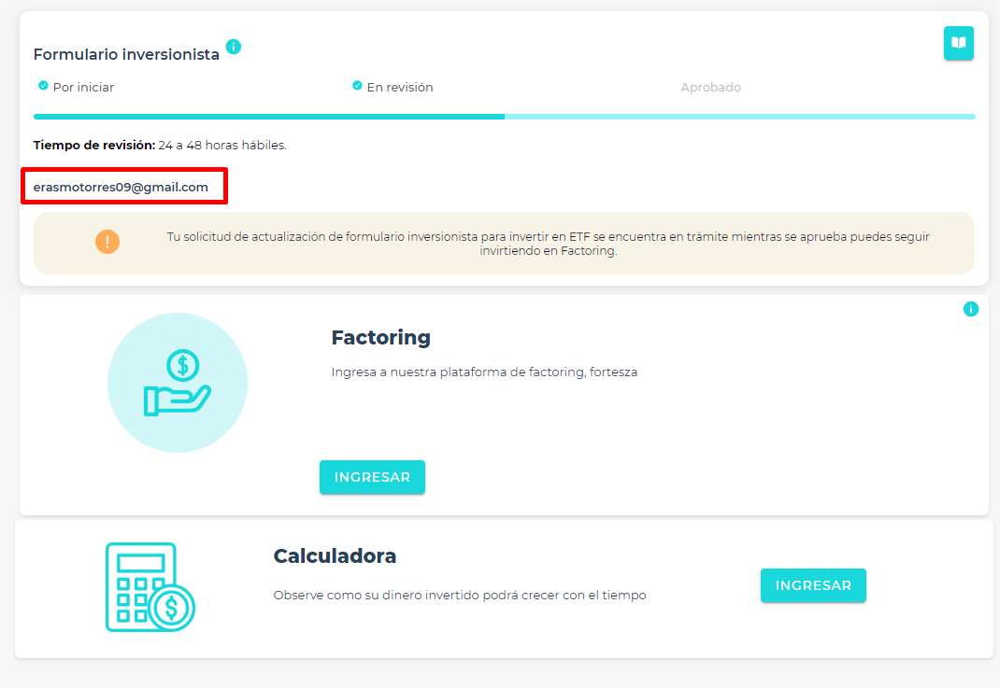 Formulario inversionista
Por iniciar
En revisión
Aprobado
Tiempo de revisión: 24 a 48 horas hábiles.
erasmotorres09@gmail.com
Tu solicitud de actualización de formulario inversionista para invertir en ETF se encuentra en trámite mientras se aprueba puedes seguir
invirtiendo en Factoring.
Factoring
Ingresa a nuestra plataforma de factoring, fortesza
INGRESAR
Calculadora
Observe como su dinero invertido podrá crecer con el tiempo
INGRESAR